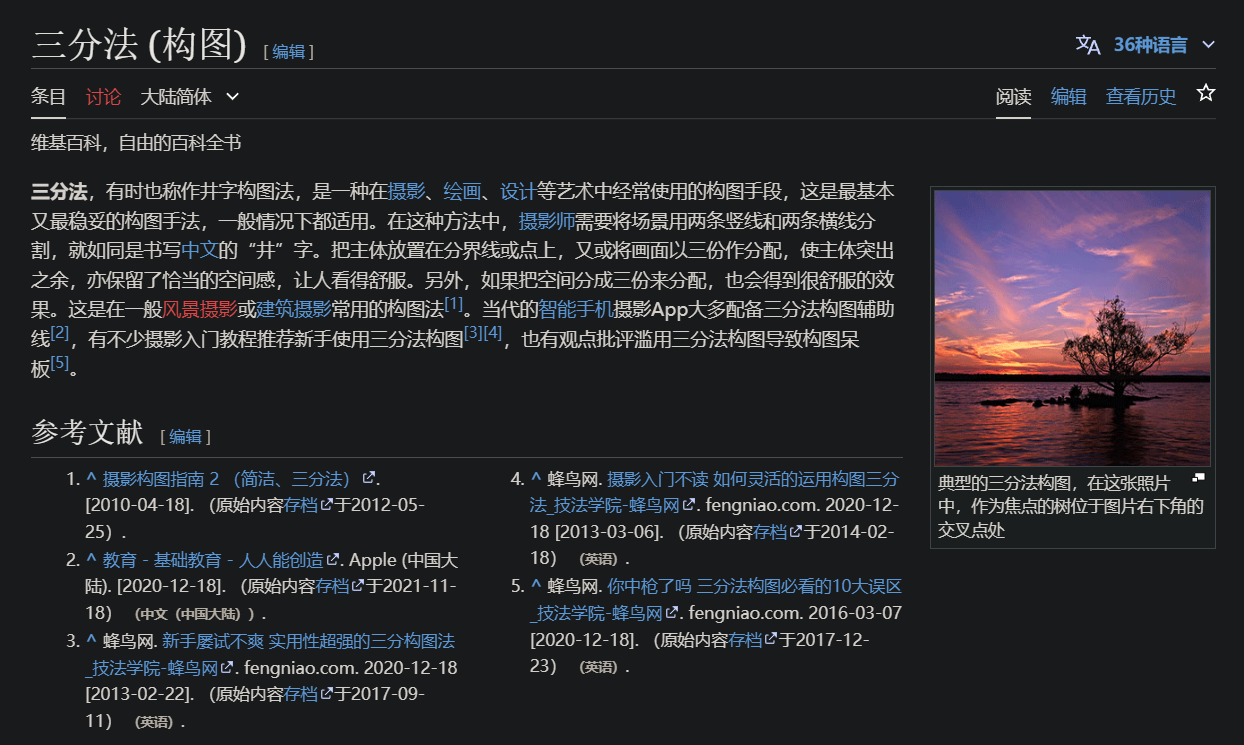 三分法 (构图) [编辑]
36种语言
条目 讨论 大陆简体
阅读 编辑 查看历史
维基百科，自由的百科全书
三分法，有时也称作井字构图法，是一种在摄影、绘画、设计等艺术中经常使用的构图手段，这是最基本
又最稳妥的构图手法，一般情况下都适用。在这种方法中，摄影师需要将场景用两条竖线和两条横线分
割，就如同是书写中文的“井”字。把主体放置在分界线或点上，又或将画面以三份作分配，使主体突出
之余，亦保留了恰当的空间感，让人看得舒服。另外，如果把空间分成三份来分配，也会得到很舒服的效
果。这是在一般风景摄影或建筑摄影常用的构图法[1]。当代的智能手机摄影App大多配备三分法构图辅助
线[2]，有不少摄影入门教程推荐新手使用三分法构图[3][4]，也有观点批评滥用三分法构图导致构图呆
板[5]。
典型的三分法构图，在这张照片
中，作为焦点的树位于图片右下角的
交叉点处
参考文献 [编辑]
1. ^ 摄影构图指南 2 （简洁、三分法）.
[2010-04-18]. （原始内容存档于2012-05-
25）.
2. ^ 教育 - 基础教育 - 人人能创造. Apple (中国大
陆). [2020-12-18]. （原始内容存档于2021-11-
18） （中文（中国大陆））.
3. ^ 蜂鸟网. 新手屡试不爽 实用性超强的三分构图法
_技法学院-蜂鸟网. fengniao.com. 2020-12-18
[2013-02-22]. （原始内容存档于2017-09-
11） （英语）.
4. ^ 蜂鸟网. 摄影入门不读 如何灵活的运用构图三分
法_技法学院-蜂鸟网. fengniao.com. 2020-12-
18 [2013-03-06]. （原始内容存档于2014-02-
18） （英语）.
5. ^ 蜂鸟网. 你中枪了吗 三分法构图必看的10大误区
_技法学院-蜂鸟网. fengniao.com. 2016-03-07
[2020-12-18]. （原始内容存档于2017-12-
23） （英语）.